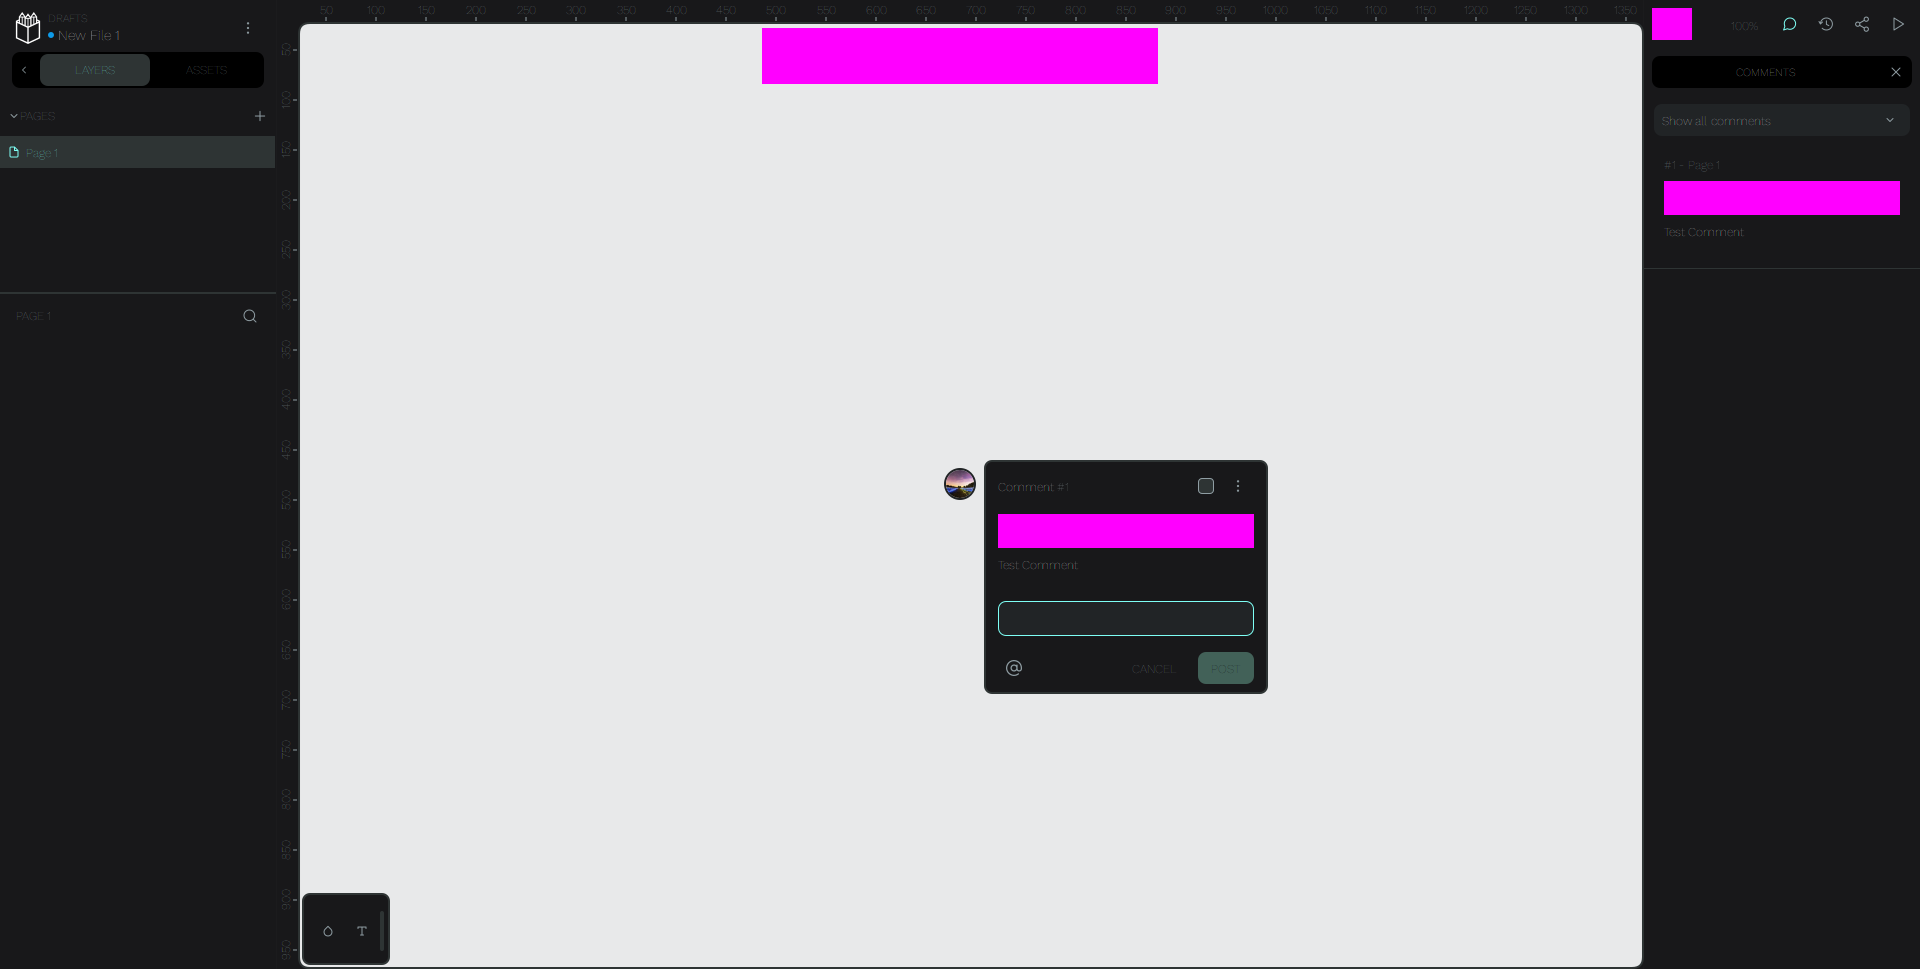 DRAFTS
New File 1
LAYERS
ASSETS
PAGES
Page 1
PAGE 1
50 100 150 200 250 300 350 400 450 500 550 600 650 700 750 800 850 900 950 1000 1050 1100 1150 1200 1250 1300 1350
50
100
150
200
250
300
350
400
450
500
550
600
650
700
750
800
850
900
950
Comment #1
Test Comment
@
CANCEL
POST
T
100%
COMMENTS
Show all comments
#1 - Page 1
Test Comment